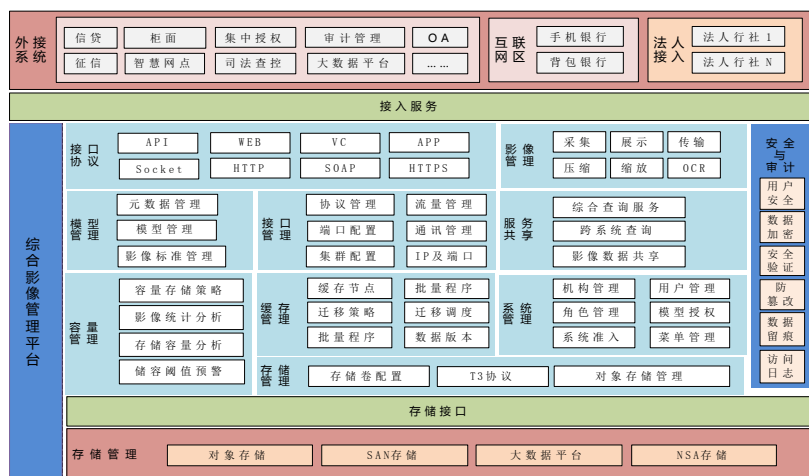 外接系统
信贷
柜面
集中授权
审计管理
OA
征信
智慧网点
司法查控
大数据平台
……
互联网区
手机银行
背包银行
法人接入
法人行社1
法人行社N
接入服务
综合影像管理平台
接口协议
API
WEB
VC
APP
Socket
HTTP
SOAP
HTTPS
影像管理
采集
展示
传输
压缩
缩放
OCR
模型管理
元数据管理
模型管理
影像标准管理
接口管理
协议管理
流量管理
端口配置
通讯管理
集群配置
IP及端口
服务共享
综合查询服务
跨系统查询
影像数据共享
容量管理
容量存储策略
影像统计分析
存储容量分析
储容阈值预警
缓存管理
缓存节点
批量程序
迁移策略
迁移调度
批量程序
数据版本
系统管理
机构管理
用户管理
角色管理
模型授权
系统准入
菜单管理
存储管理
存储卷配置
T3协议
对象存储管理
安全与审计
用户安全
数据加密
安全验证
防篡改
数据留痕
访问日志
存储接口
存储管理
对象存储
SAN存储
大数据平台
NSA存储